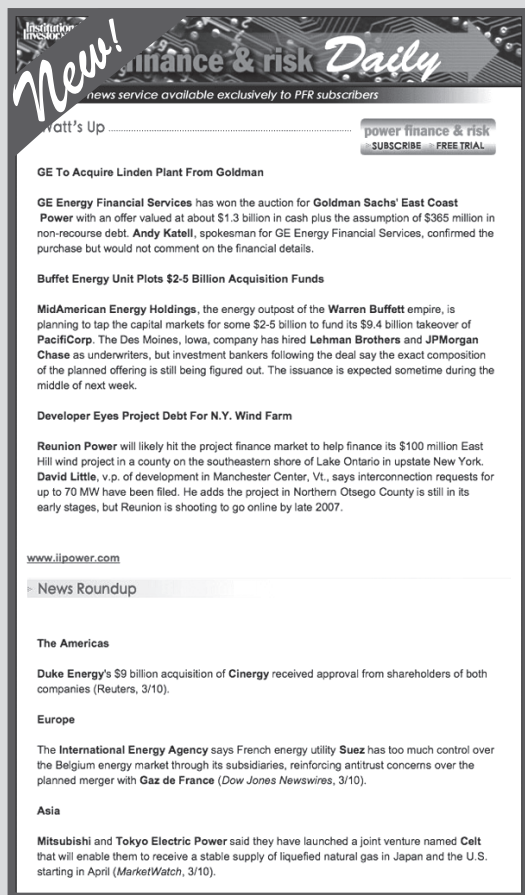 Institutional
Investor
New!
finance & risk Daily
news service available exclusively to PFR subscribers
Watt's Up
power finance & risk
SUBSCRIBE FREE TRIAL
GE To Acquire Linden Plant From Goldman
GE Energy Financial Services has won the auction for Goldman Sachs' East Coast
Power with an offer valued at about $1.3 billion in cash plus the assumption of $365 million in
non-recourse debt. Andy Katell, spokesman for GE Energy Financial Services, confirmed the
purchase but would not comment on the financial details.
Buffet Energy Unit Plots $2-5 Billion Acquisition Funds
MidAmerican Energy Holdings, the energy outpost of the Warren Buffett empire, is
planning to tap the capital markets for some $2-5 billion to fund its $9.4 billion takeover of
PacifiCorp. The Des Moines, Iowa, company has hired Lehman Brothers and JPMorgan
Chase as underwriters, but investment bankers following the deal say the exact composition
of the planned offering is still being figured out. The issuance is expected sometime during the
middle of next week.
Developer Eyes Project Debt For N.Y. Wind Farm
Reunion Power will likely hit the project finance market to help finance its $100 million East
Hill wind project in a county on the southeastern shore of Lake Ontario in upstate New York.
David Little, v.p. of development in Manchester Center, Vt., says interconnection requests for
up to 70 MW have been filed. He adds the project in Northern Otsego County is still in its
early stages, but Reunion is shooting to go online by late 2007.
www.iipower.com
News Roundup
The Americas
Duke Energy's $9 billion acquisition of Cinergy received approval from shareholders of both
companies (Reuters, 3/10).
Europe
The International Energy Agency says French energy utility Suez has too much control over
the Belgium energy market through its subsidiaries, reinforcing antitrust concerns over the
planned merger with Gaz de France (Dow Jones Newswires, 3/10).
Asia
Mitsubishi and Tokyo Electric Power said they have launched a joint venture named Celt
that will enable them to receive a stable supply of liquefied natural gas in Japan and the U.S.
starting in April (MarketWatch, 3/10).